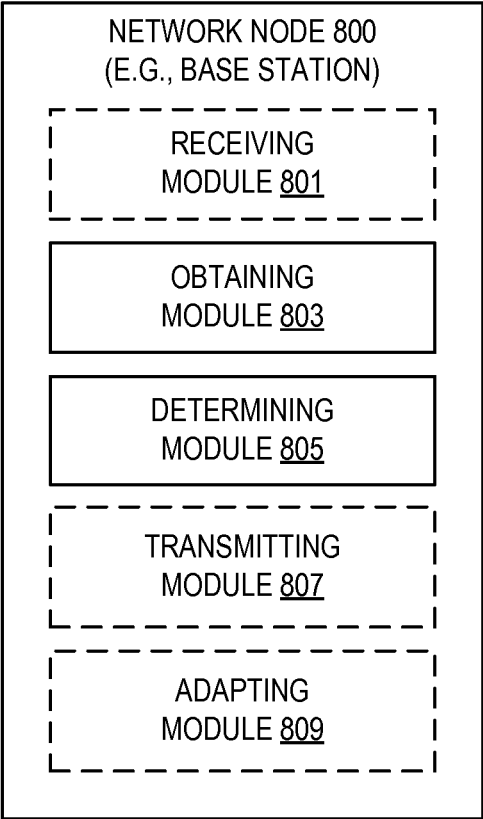 NETWORK NODE 800
(E.G., BASE STATION)
RECEIVING
MODULE 801
OBTAINING
MODULE 803
DETERMINING
MODULE 805
TRANSMITTING
MODULE 807
ADAPTING
MODULE 809